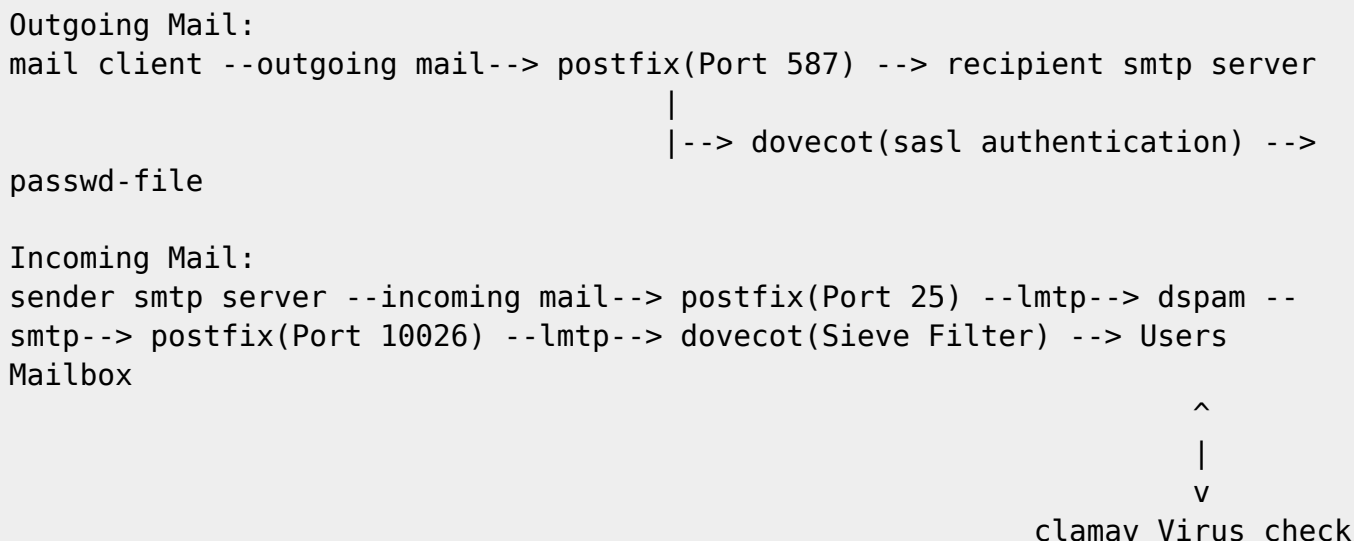 Outgoing Mail:
mail client --outgoing mail--> postfix(Port 587) --> recipient smtp server
|
|--> dovecot(sasl authentication) -->
passwd-file
Incoming Mail:
sender smtp server --incoming mail--> postfix(Port 25) --lmtp--> dspam --
smtp--> postfix(Port 10026) --lmtp--> dovecot(Sieve Filter) --> Users
Mailbox
^
|
v
clamav Virus check